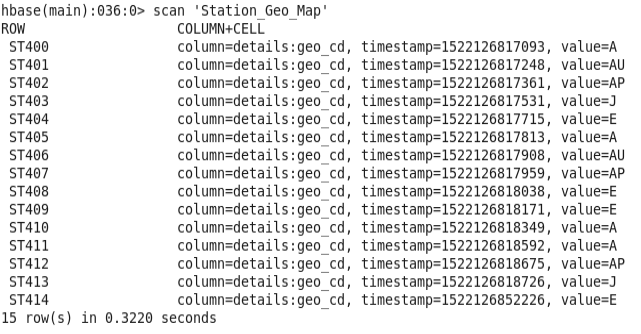 hbase(main):036:0> scan 'Station_Geo_Map'
ROW COLUMN+CELL
ST400 column=details:geo_cd, timestamp=1522126817093, value=A
ST401 column=details:geo_cd, timestamp=1522126817248, value=AU
ST402 column=details:geo_cd, timestamp=1522126817361, value=AP
ST403 column=details:geo_cd, timestamp=1522126817531, value=J
ST404 column=details:geo_cd, timestamp=1522126817715, value=E
ST405 column=details:geo_cd, timestamp=1522126817813, value=A
ST406 column=details:geo_cd, timestamp=1522126817908, value=AU
ST407 column=details:geo_cd, timestamp=1522126817959, value=AP
ST408 column=details:geo_cd, timestamp=1522126818038, value=E
ST409 column=details:geo_cd, timestamp=1522126818171, value=E
ST410 column=details:geo_cd, timestamp=1522126818349, value=A
ST411 column=details:geo_cd, timestamp=1522126818592, value=A
ST412 column=details:geo_cd, timestamp=1522126818675, value=AP
ST413 column=details:geo_cd, timestamp=1522126818726, value=J
ST414 column=details:geo_cd, timestamp=1522126852226, value=E
15 row(s) in 0.3220 seconds